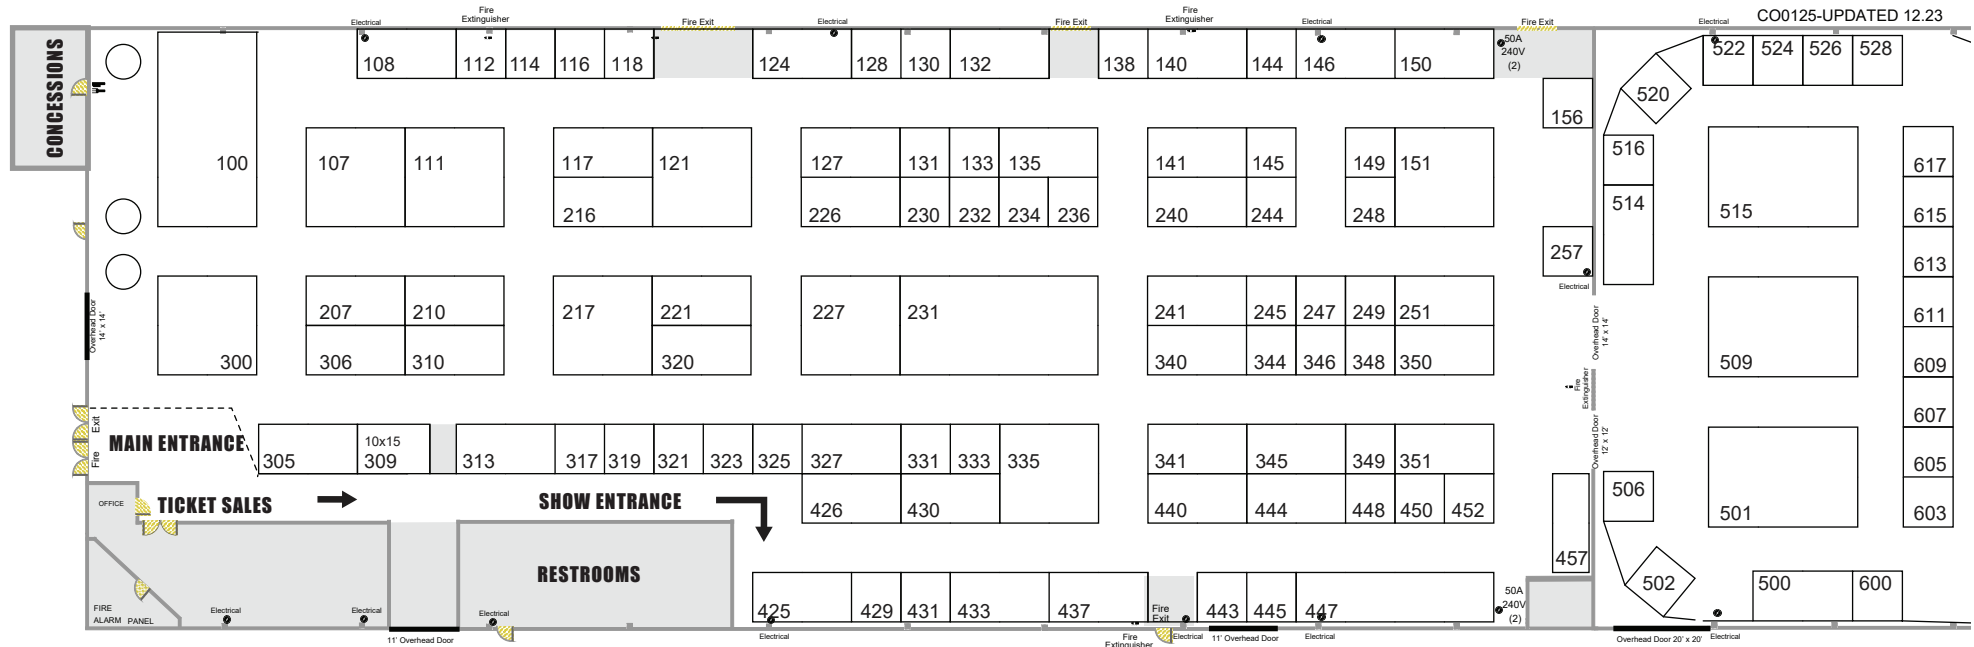 CO0125-UPDATED 12.23
Electrical
Fire
Extinguisher
Fire Exit
Electrical
Fire Exit
Fire
Extinguisher
Electrical
Fire Exit
Electrical
CONCESSIONS
108 112 114 116 118 124 128 130 132 138 140 144 146 150
50A
240V
(2)
522 524 526 528
520
156
100 107 111 117 121 127 131 133 135 141 145 149 151
516
617
216 226 230 232 234 236 240 244 248
514
515
615
257
Electrical
613
Overhead Door
14' x 14'
207 210 217 221 227 231 241 245 247 249 251
Overhead Door
14' x 14'
611
300 306 310 320 340 344 346 348 350
509
609
Fire
Extinguisher
607
Fire Exit
MAIN ENTRANCE
10x15
305 309 313 317 319 321 323 325 327 331 333 335 341 345 349 351
Overhead Door
12' x 12'
605
OFFICE
TICKET SALES
SHOW ENTRANCE
426 430 440 444 448 450 452
506
501
603
457
RESTROOMS
502
500 600
FIRE
ALARM PANEL
Electrical
Electrical
Electrical
425 429 431 433 437
Fire
Exit
443 445 447
50A
240V
(2)
11' Overhead Door
Electrical
Fire
Extinguisher
Electrical
11' Overhead Door
Electrical
Overhead Door 20' x 20'
Electrical